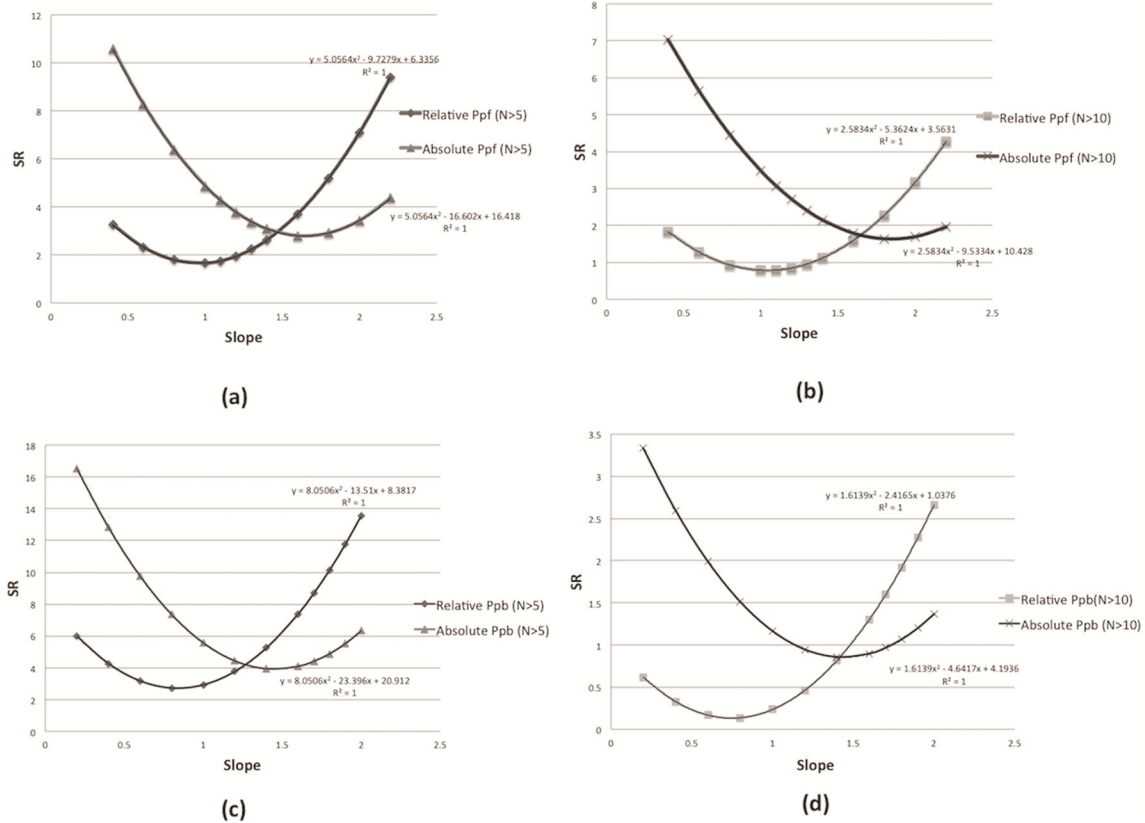 12
10
8
6
4
2
0
SR
y = 5.0564x² - 9.7279x + 6.3356
R² = 1
Relative Ppf (N>5)
Absolute Ppf (N>5)
y = 5.0564x² - 16.602x + 16.418
R² = 1
0 0.5 1 1.5 2 2.5
Slope
(a)
8
7
6
5
4
3
2
1
0
SR
y = 2.5834x² - 5.3624x + 3.5631
R² = 1
Relative Ppf (N>10)
Absolute Ppf (N>10)
y = 2.5834x² - 9.5334x + 10.428
R² = 1
0 0.5 1 1.5 2 2.5
Slope
(b)
18
16
14
12
10
8
6
4
2
0
SR
y = 8.0506x² - 13.51x + 8.3817
R² = 1
Relative Ppb (N>5)
Absolute Ppb (N>5)
y = 8.0506x² - 23.396x + 20.912
R² = 1
0 0.5 1 1.5 2 2.5
Slope
(c)
3.5
3
2.5
2
1.5
1
0.5
0
SR
y = 1.6139x² - 2.4165x + 1.0376
R² = 1
Relative Ppb(N>10)
Absolute Ppb (N>10)
y = 1.6139x² - 4.6417x + 4.1936
R² = 1
0 0.5 1 1.5 2 2.5
Slope
(d)